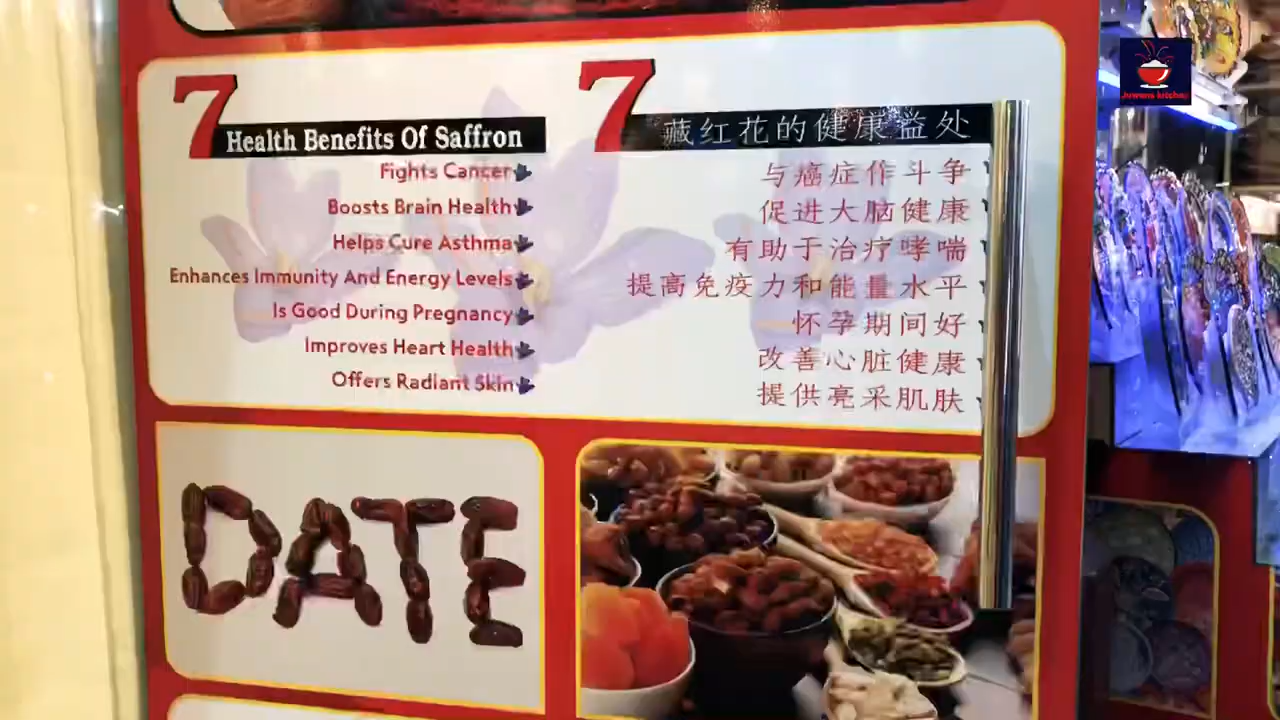 7 Health Benefits Of Saffron
Fights Cancer
Boosts Brain Health
Helps Cure Asthma
Enhances Immunity And Energy Levels
Is Good During Pregnancy
Improves Heart Health
Offers Radiant Skin
7 藏红花的健康益处
与癌症作斗争
促进大脑健康
有助于治疗哮喘
提高免疫力和能量水平
怀孕期间好
改善心脏健康
提供亮采肌肤
DATE
Juwens kitchen